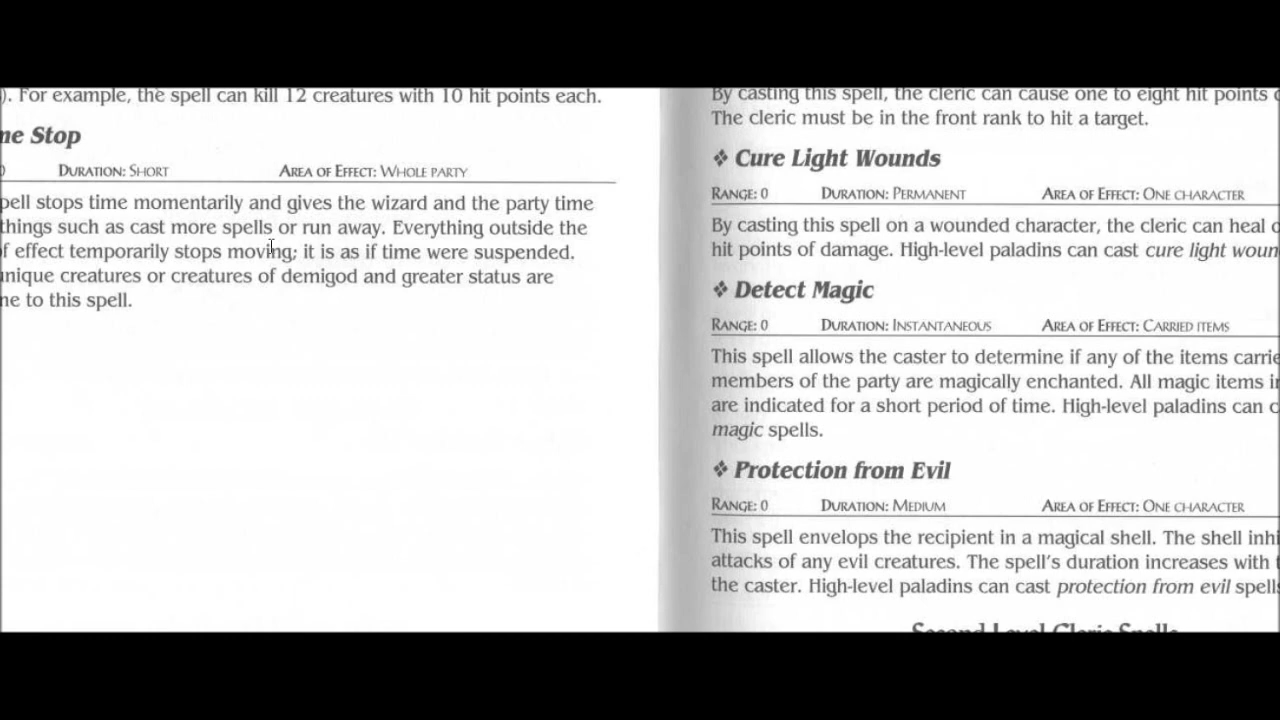 ). For example, the spell can kill 12 creatures with 10 hit points each.
me Stop
DURATION: SHORT AREA OF EFFECT: WHOLE PARTY
pell stops time momentarily and gives the wizard and the party time
things such as cast more spells or run away. Everything outside the
f effect temporarily stops moving; it is as if time were suspended.
nique creatures or creatures of demigod and greater status are
ne to this spell.
By casting this spell, the cleric can cause one to eight hit points
The cleric must be in the front rank to hit a target.
❖ Cure Light Wounds
RANGE: 0 DURATION: PERMANENT AREA OF EFFECT: ONE CHARACTER
By casting this spell on a wounded character, the cleric can heal
hit points of damage. High-level paladins can cast cure light woun
❖ Detect Magic
RANGE: 0 DURATION: INSTANTANEOUS AREA OF EFFECT: CARRIED ITEMS
This spell allows the caster to determine if any of the items carrie
members of the party are magically enchanted. All magic items i
are indicated for a short period of time. High-level paladins can c
magic spells.
❖ Protection from Evil
RANGE: 0 DURATION: MEDIUM AREA OF EFFECT: ONE CHARACTER
This spell envelops the recipient in a magical shell. The shell inhi
attacks of any evil creatures. The spell's duration increases with
the caster. High-level paladins can cast protection from evil spell
Second Level Cleric Spells